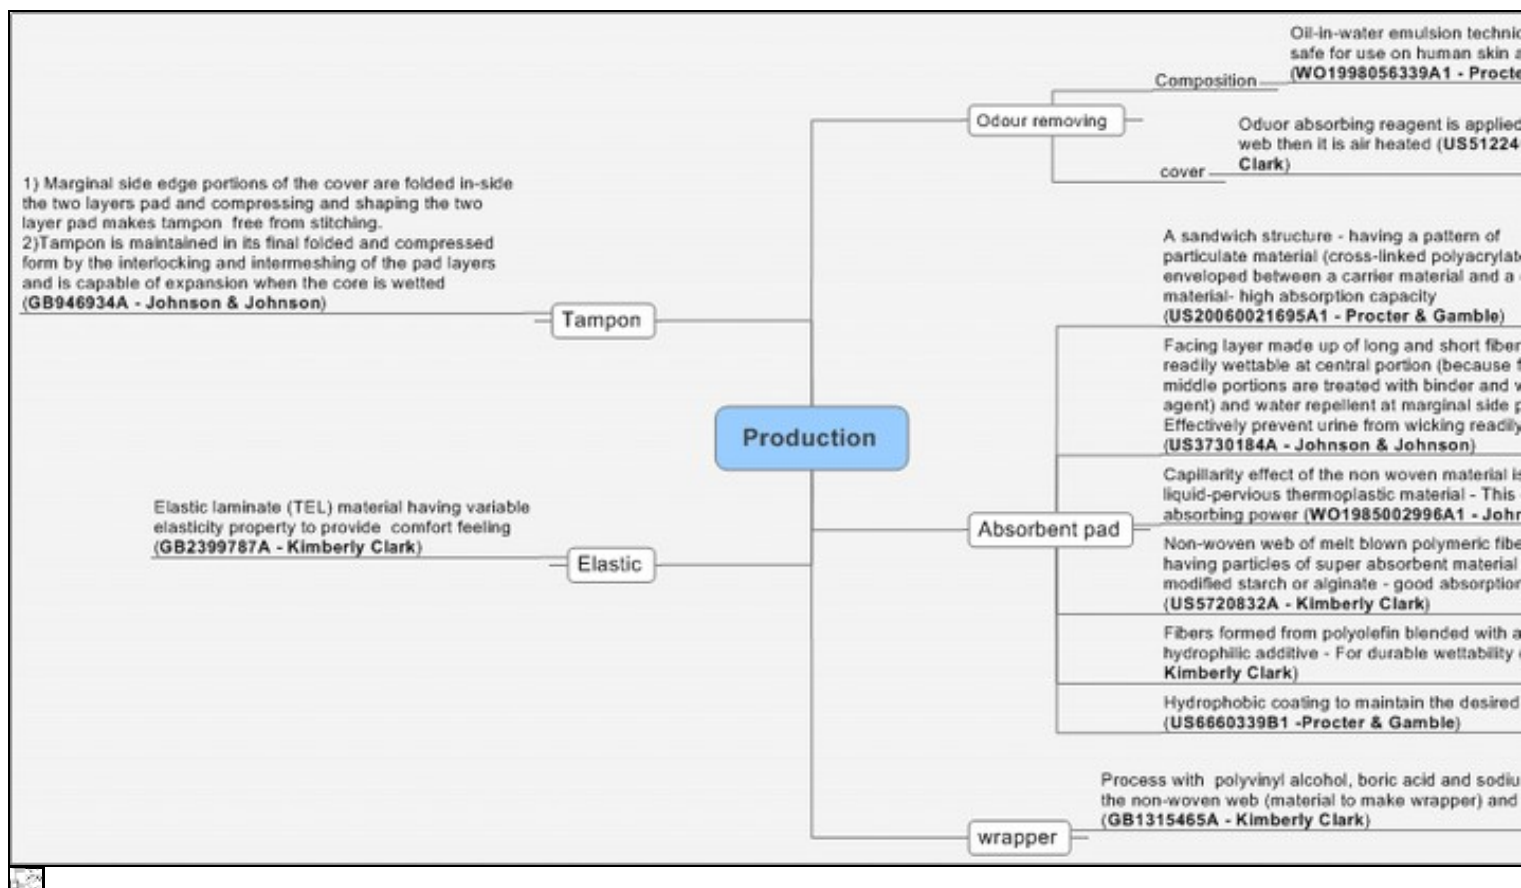 Oil-in-water emulsion
safe for use on human skin
(WO1998056339A1 - Procte
Composition
Odour removing
Oduor absorbing reagent is applied
web then it is air heated (US51224
Clark)
cover
1) Marginal side edge portions of the cover are folded in-side
the two layers pad and compressing and shaping the two
layer pad makes tampon free from stitching.
2)Tampon is maintained in its final folded and compressed
form by the interlocking and intermeshing of the pad layers
and is capable of expansion when the core is wetted
(GB946934A - Johnson & Johnson)
Tampon
Production
Elastic laminate (TEL) material having variable
elasticity property to provide comfort feeling
(GB2399787A - Kimberly Clark)
Elastic
A sandwich structure - having a pattern of
particulate material (cross-linked polyacrylate
enveloped between a carrier material and a
material- high absorption capacity
(US20060021695A1 - Procter & Gamble)
Facing layer made up of long and short fiber
readily wettable at central portion (because
middle portions are treated with binder and
agent) and water repellent at marginal side
Effectively prevent urine from wicking readily
(US3730184A - Johnson & Johnson)
Capillarity effect of the non woven material is
liquid-pervious thermoplastic material - This
absorbing power (WO1985002996A1 - John
Absorbent pad
Non-woven web of melt blown polymeric fibe
having particles of super absorbent material
modified starch or alginate - good absorption
(US5720832A - Kimberly Clark)
Fibers formed from polyolefin blended with a
hydrophilic additive - For durable wettability
Kimberly Clark)
Hydrophobic coating to maintain the desired
(US6660339B1 -Procter & Gamble)
Process with polyvinyl alcohol, boric acid and sodiu
the non-woven web (material to make wrapper) and
(GB1315465A - Kimberly Clark)
wrapper